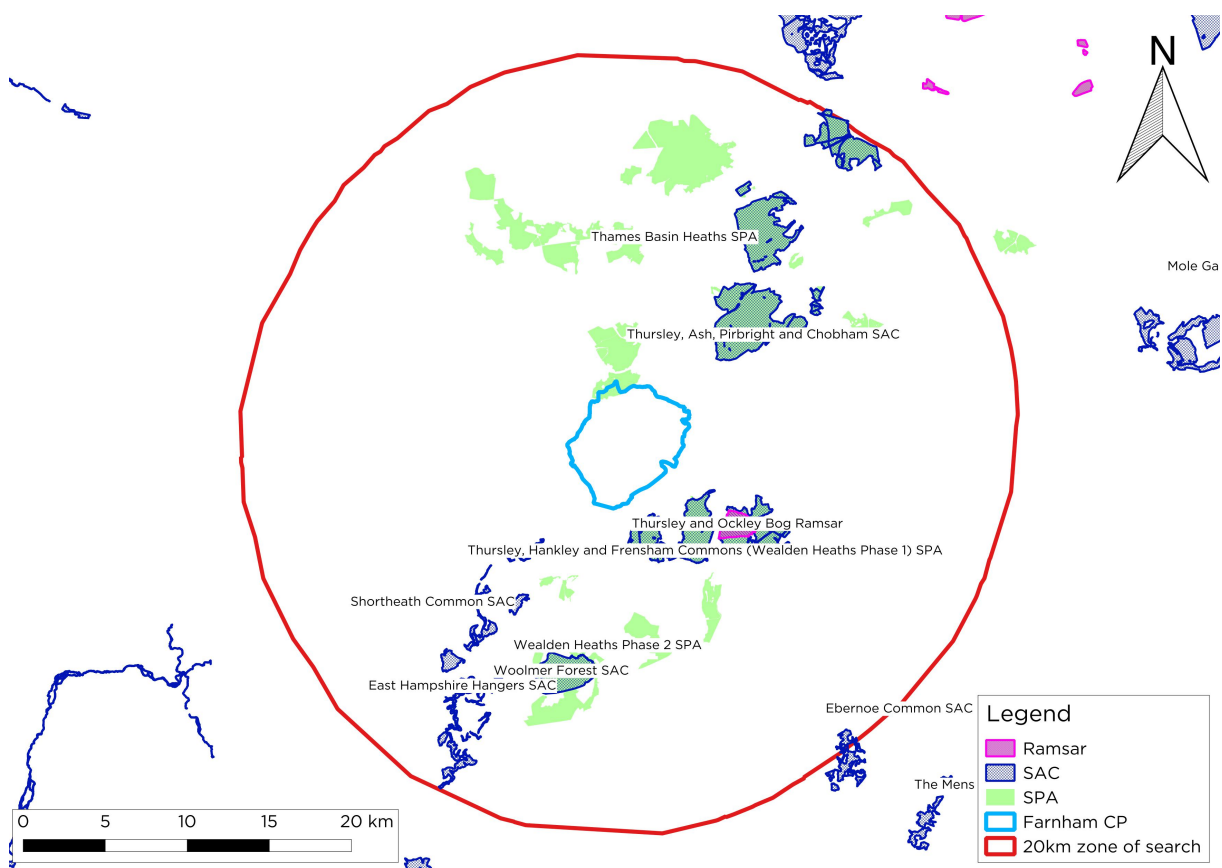 N
Thames Basin Heaths SPA
Mole Ga
Thursley, Ash, Pirbright and Chobham SAC
Thursley and Ockley Bog Ramsar
Thursley, Hankley and Frensham Commons (Wealden Heaths Phase 1) SPA
Shortheath Common SAC
Wealden Heaths Phase 2 SPA
Woolmer Forest SAC
East Hampshire Hangers SAC
Ebernoe Common SAC
The Mens
Legend
Ramsar
SAC
SPA
Farnham CP
20km zone of search
0 5 10 15 20 km